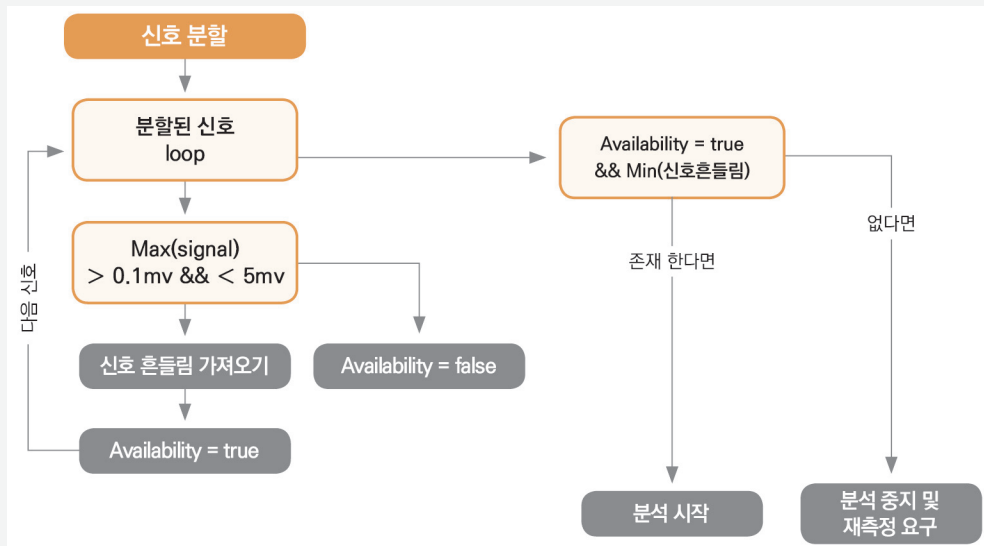 신호 분할
분할된 신호
loop
Availability = true
&& Min(신호흔들림)
Max(signal)
> 0.1mv && < 5mv
없다면
존재 한다면
다음 신호
신호 흔들림 가져오기
Availability = false
Availability = true
분석 시작
분석 중지 및
재측정 요구